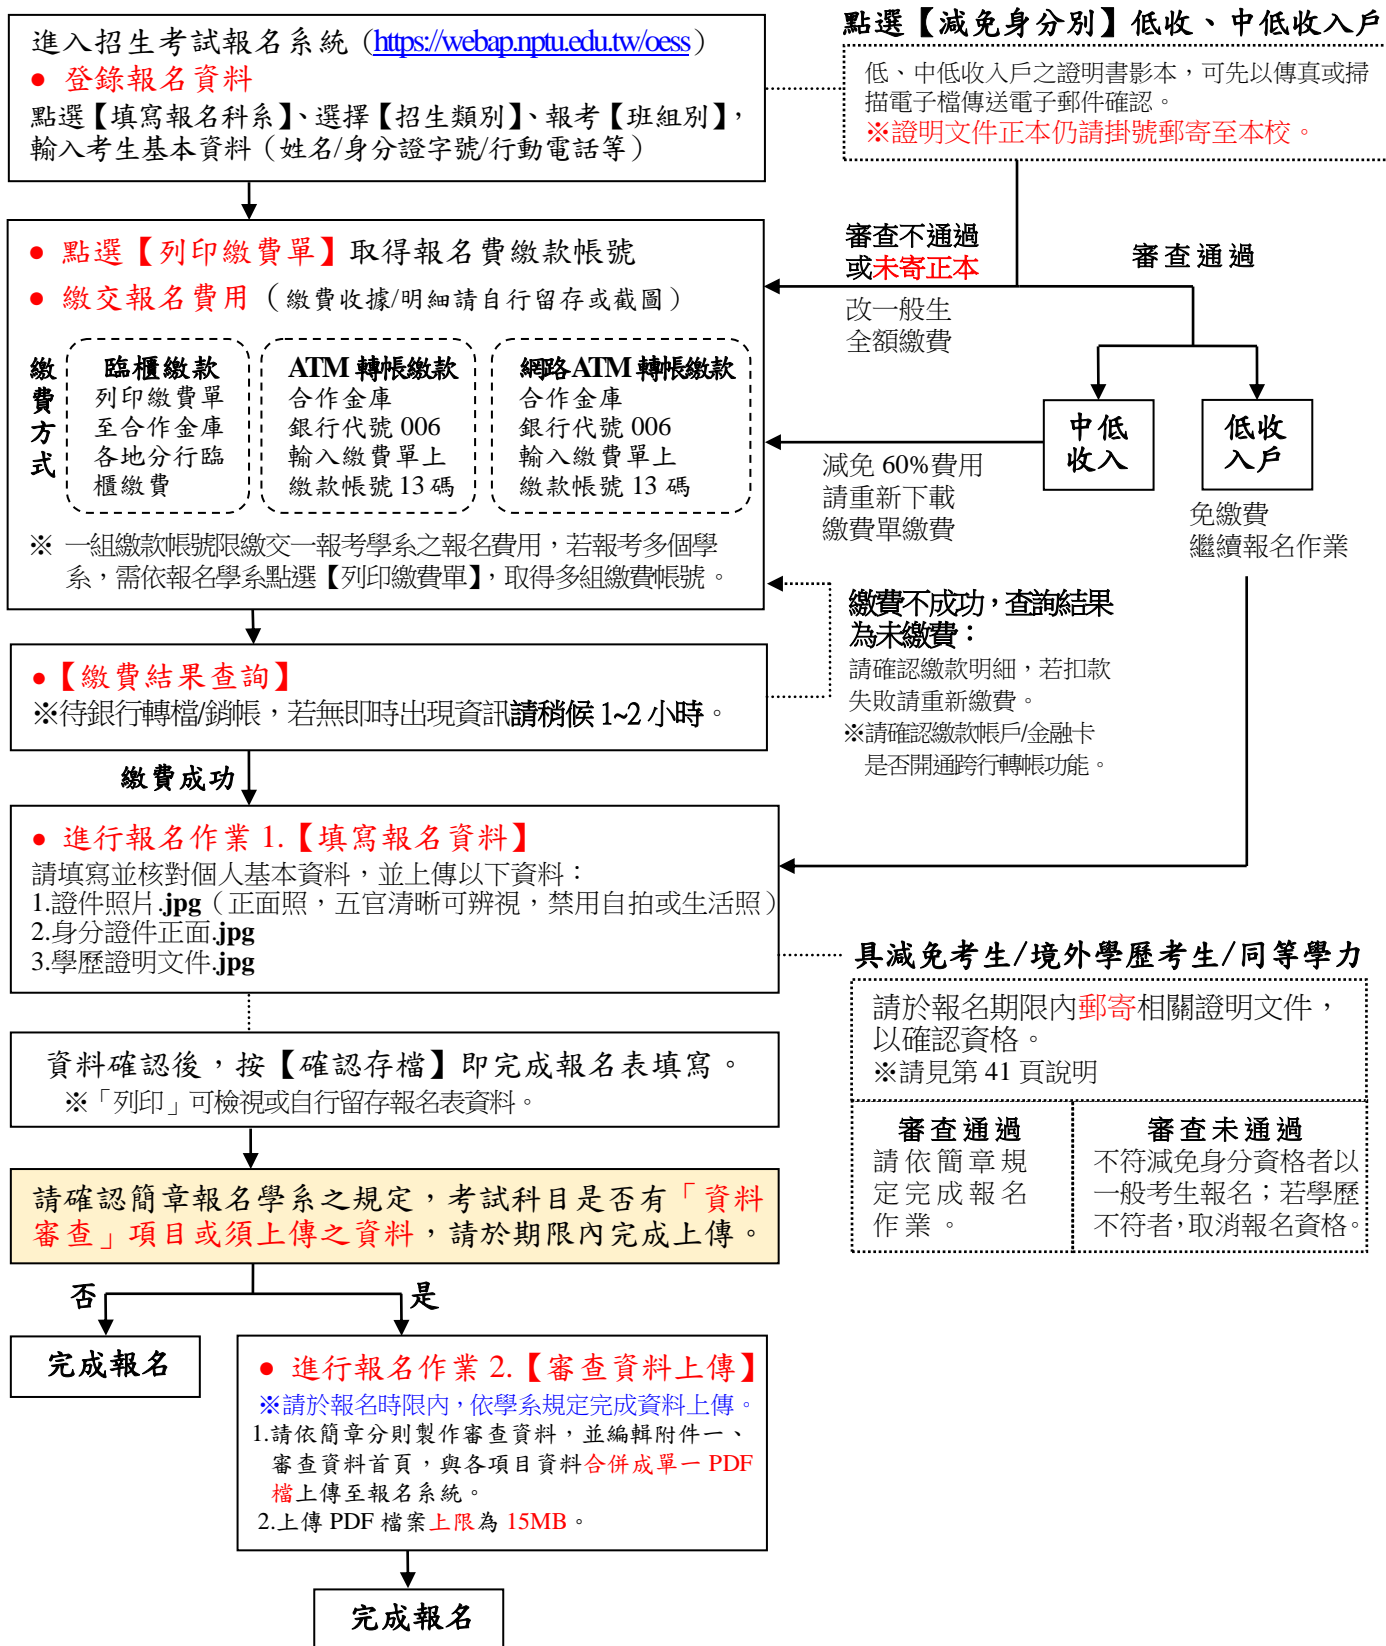 進入招生考試報名系統（https://webap.nptu.edu.tw/oess）
● 登錄報名資料
點選【填寫報名科系】、選擇【招生類別】、報考【班組別】，
輸入考生基本資料（姓名/身分證字號/行動電話等）
點選【減免身分別】低收、中低收入戶
低、中低收入戶之證明書影本，可先以傳真或掃
描電子檔傳送電子郵件確認。
※證明文件正本仍請掛號郵寄至本校。
● 點選【列印繳費單】取得報名費繳款帳號
● 繳交報名費用（繳費收據/明細請自行留存或截圖）
繳費方式
臨櫃繳款
列印繳費單
至合作金庫
各地分行臨
櫃繳費
ATM 轉帳繳款
合作金庫
銀行代號 006
輸入繳費單上
繳款帳號 13 碼
網路 ATM 轉帳繳款
合作金庫
銀行代號 006
輸入繳費單上
繳款帳號 13 碼
※ 一組繳款帳號限繳交一報考學系之報名費用，若報考多個學
系，需依報名學系點選【列印繳費單】，取得多組繳費帳號。
審查不通過
或未寄正本
改一般生
全額繳費
審查通過
中低
收入
低收
入戶
減免 60%費用
請重新下載
繳費單繳費
免繳費
繼續報名作業
繳費不成功，查詢結果
為未繳費：
請確認繳款明細，若扣款
失敗請重新繳費。
※請確認繳款帳戶/金融卡
是否開通跨行轉帳功能。
●【繳費結果查詢】
※待銀行轉檔/銷帳，若無即時出現資訊請稍候 1~2 小時。
繳費成功
● 進行報名作業 1.【填寫報名資料】
請填寫並核對個人基本資料，並上傳以下資料：
1.證件照片.jpg（正面照，五官清晰可辨視，禁用自拍或生活照）
2.身分證件正面.jpg
3.學歷證明文件.jpg
具減免考生/境外學歷考生/同等學力
請於報名期限內郵寄相關證明文件，
以確認資格。
※請見第 41 頁說明
審查通過
請依簡章規
定完成報名
作業。
審查未通過
不符減免身分資格者以
一般考生報名；若學歷
不符者，取消報名資格。
資料確認後，按【確認存檔】即完成報名表填寫。
※「列印」可檢視或自行留存報名表資料。
請確認簡章報名學系之規定，考試科目是否有「資料
審查」項目或須上傳之資料，請於期限內完成上傳。
否
是
完成報名
● 進行報名作業 2.【審查資料上傳】
※請於報名時限內，依學系規定完成資料上傳。
1.請依簡章分則製作審查資料，並編輯附件一、
審查資料首頁，與各項目資料合併成單一 PDF
檔上傳至報名系統。
2.上傳 PDF 檔案上限為 15MB。
完成報名